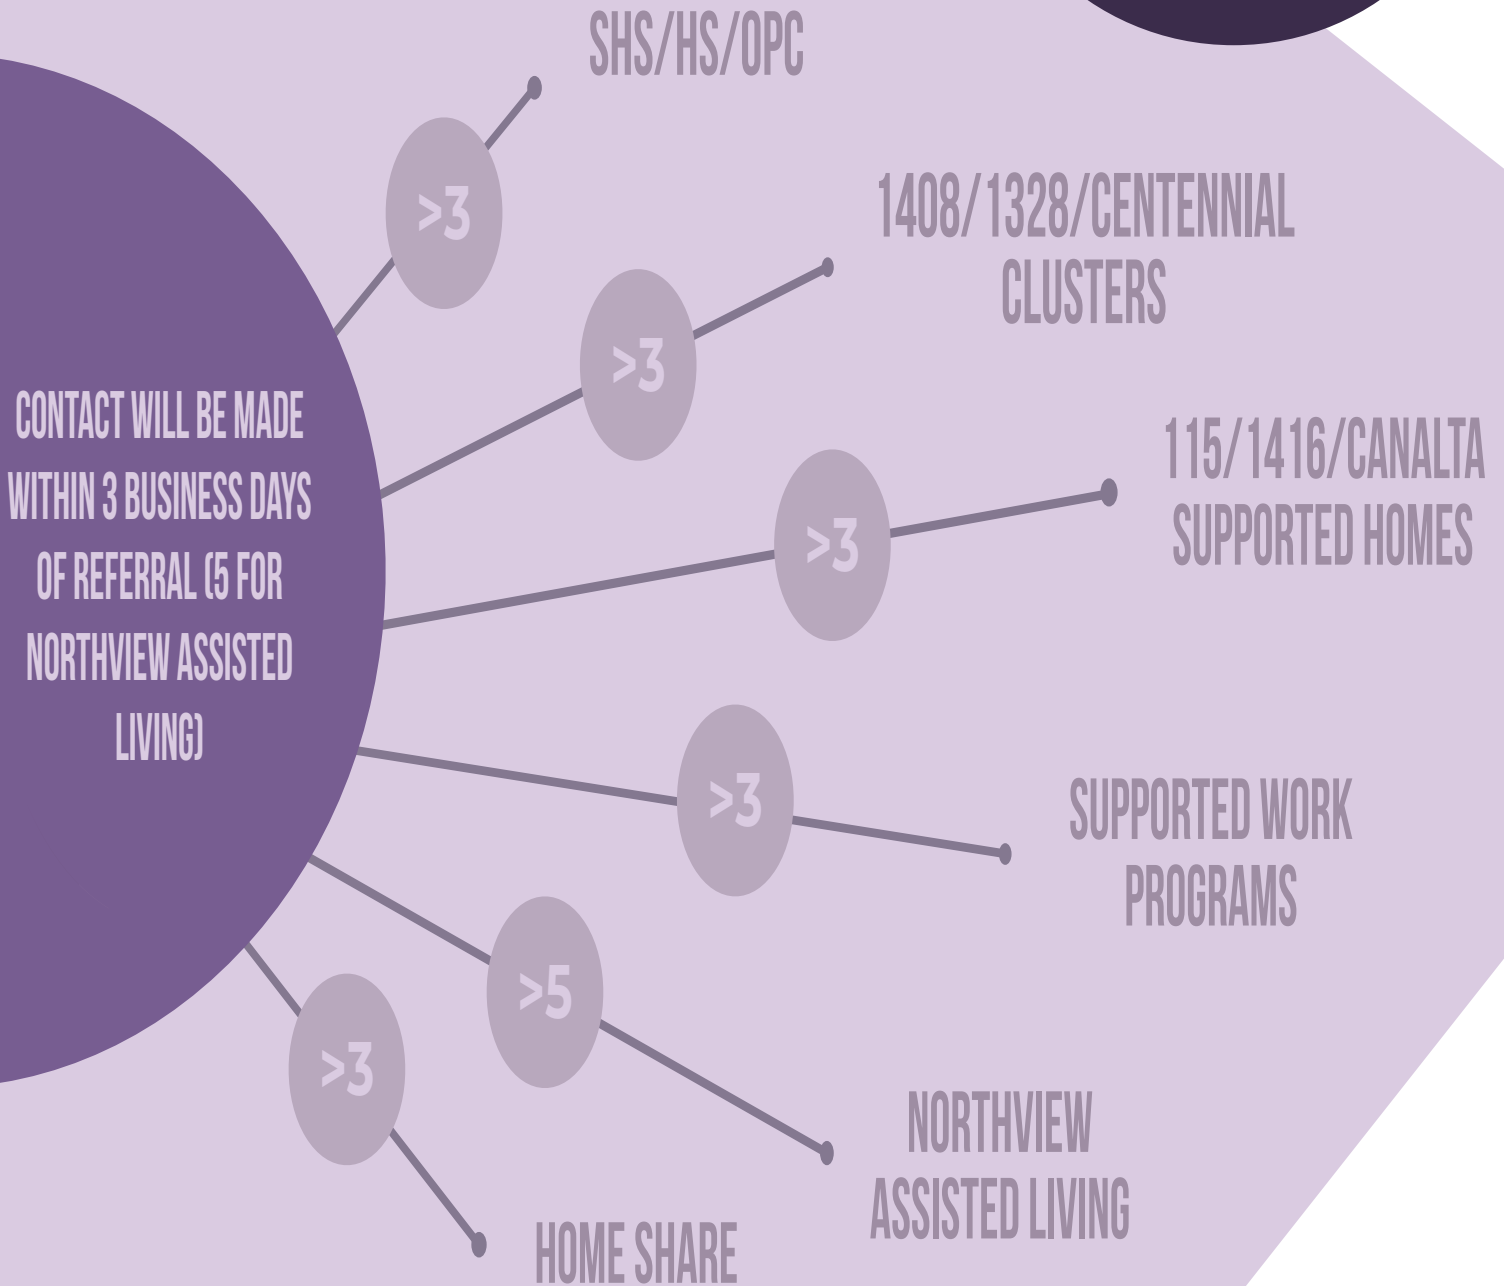 SHS/HS/OPC
>3
1408/1328/CENTENNIAL
CLUSTERS
>3
115/1416/CANALTA
SUPPORTED HOMES
>3
CONTACT WILL BE MADE
WITHIN 3 BUSINESS DAYS
OF REFERRAL (5 FOR
NORTHVIEW ASSISTED
LIVING)
>3
SUPPORTED WORK
PROGRAMS
>5
NORTHVIEW
ASSISTED LIVING
>3
HOME SHARE